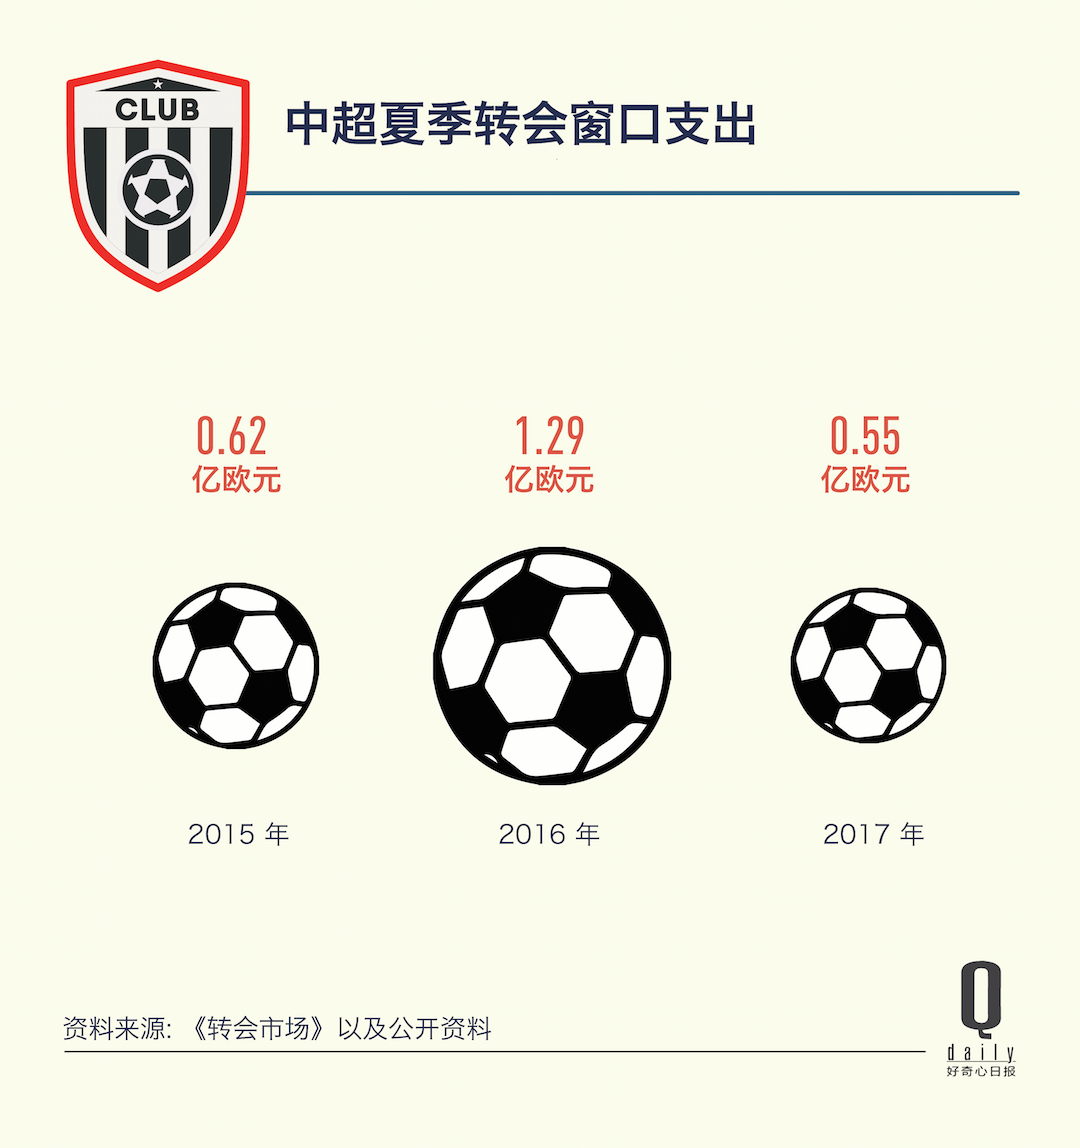 CLUB
中超夏季转会窗口支出
0.62
亿欧元
1.29
亿欧元
0.55
亿欧元
2015 年
2016 年
2017 年
资料来源: 《转会市场》以及公开资料
Q
daily
好奇心日报